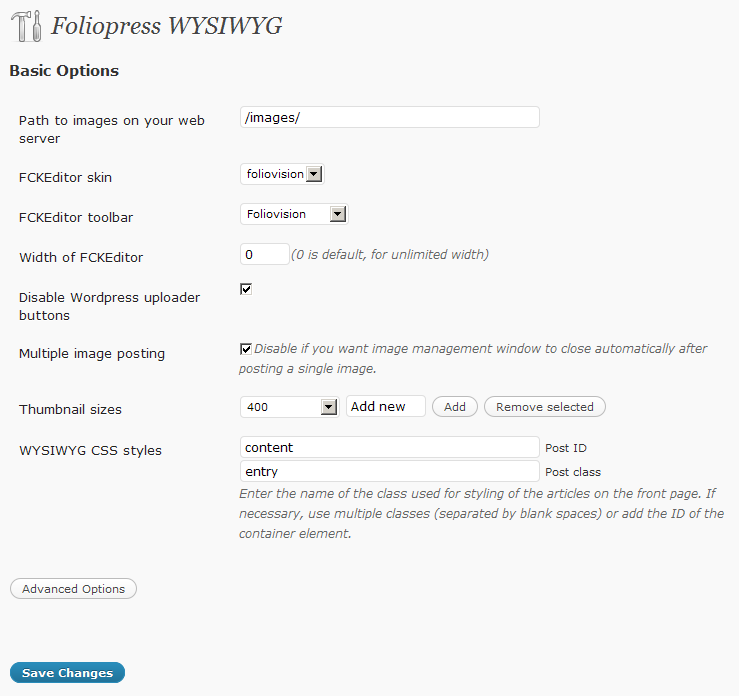 Foliopress WYSIWYG
Basic Options
Path to images on your web
server
/images/
FCKEditor skin
foliovision
FCKEditor toolbar
Foliovision
Width of FCKEditor
0
(0 is default, for unlimited width)
Disable Wordpress uploader
buttons
Multiple image posting
Disable if you want image management window to close automatically after
posting a single image.
Thumbnail sizes
400
Add new
Add
Remove selected
WYSIWYG CSS styles
content
Post ID
entry
Post class
Enter the name of the class used for styling of the articles on the front page. If
necessary, use multiple classes (separated by blank spaces) or add the ID of the
container element.
Advanced Options
Save Changes